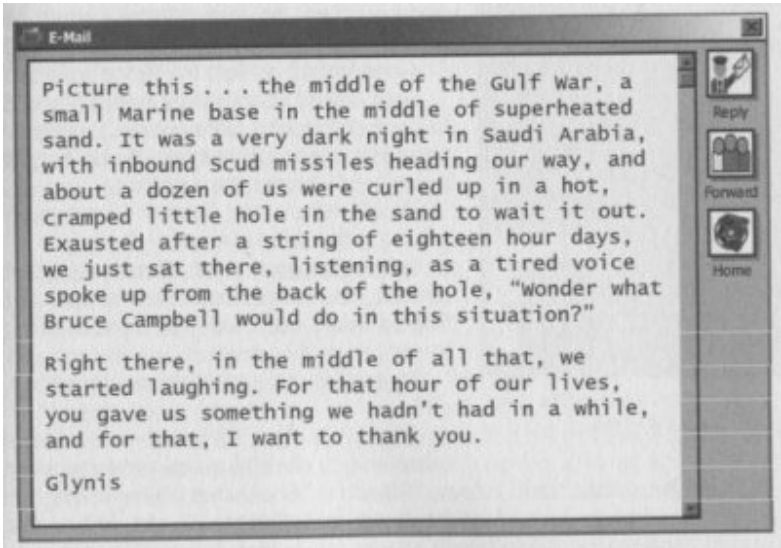 E-Mail
Picture this . . . the middle of the Gulf War, a
small Marine base in the middle of superheated
sand. It was a very dark night in Saudi Arabia,
with inbound Scud missiles heading our way, and
about a dozen of us were curled up in a hot,
cramped little hole in the sand to wait it out.
Exausted after a string of eighteen hour days,
we just sat there, listening, as a tired voice
spoke up from the back of the hole, “Wonder what
Bruce Campbell would do in this situation?”
Right there, in the middle of all that, we
started laughing. For that hour of our lives,
you gave us something we hadn't had in a while,
and for that, I want to thank you.
Glynis
Reply
Forward
Home